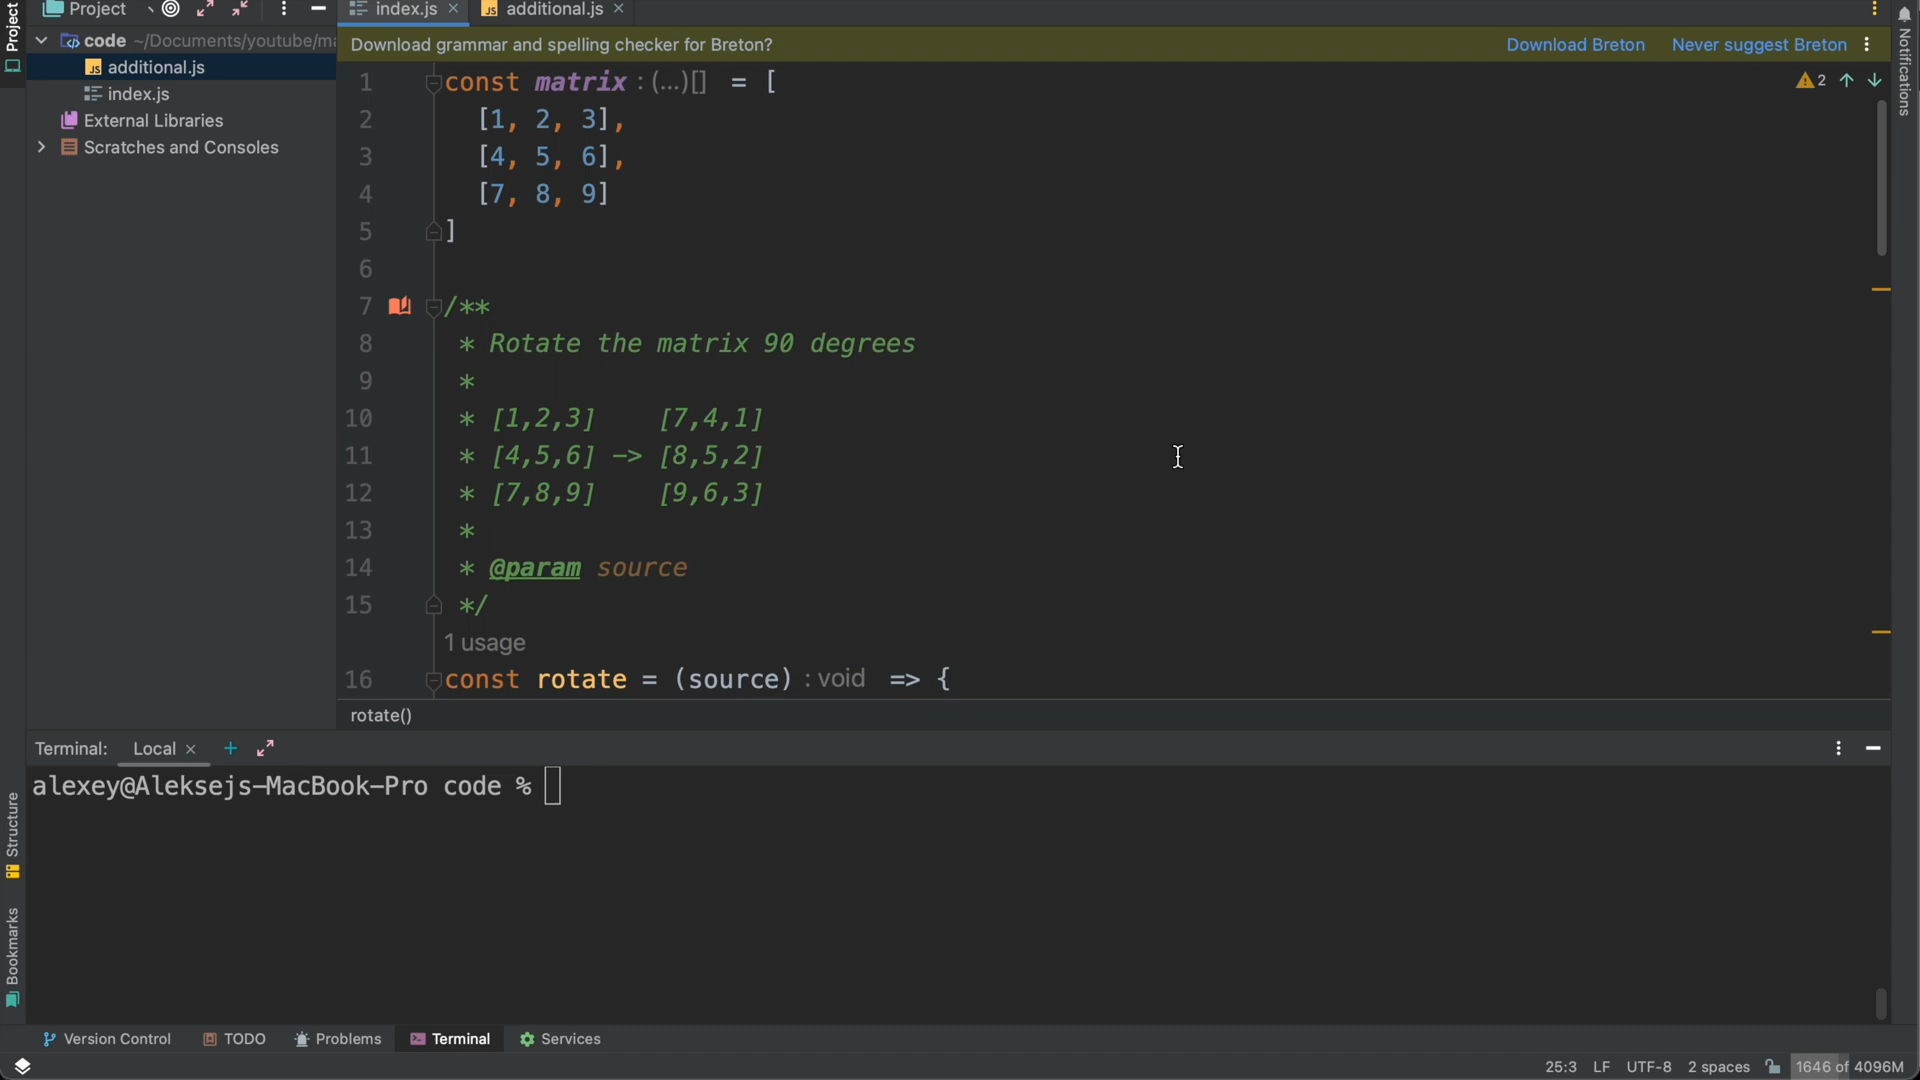 Project
index.js
additional.js
code ~/Documents/youtube/ma
additional.js
index.js
External Libraries
Scratches and Consoles
Download grammar and spelling checker for Breton?
Download Breton
Never suggest Breton
2
1 const matrix : (...)[] = [
2 [1, 2, 3],
3 [4, 5, 6],
4 [7, 8, 9]
5 ]
6
7 /**
8 * Rotate the matrix 90 degrees
9 *
10 * [1,2,3] [7,4,1]
11 * [4,5,6] -> [8,5,2]
12 * [7,8,9] [9,6,3]
13 *
14 * @param source
15 */
1 usage
16 const rotate = (source) : void => {
rotate()
Project
Structure
Bookmarks
Notifications
Terminal: Local
alexey@Aleksejs-MacBook-Pro code %
Version Control
TODO
Problems
Terminal
Services
25:3 LF UTF-8 2 spaces 1646 of 4096M